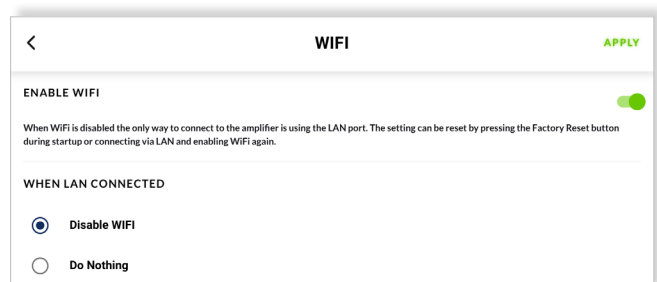 WIFI
APPLY
ENABLE WIFI
When WiFi is disabled the only way to connect to the amplifier is using the LAN port. The setting can be reset by pressing the Factory Reset button
during startup or connecting via LAN and enabling WiFi again.
WHEN LAN CONNECTED
Disable WIFI
Do Nothing